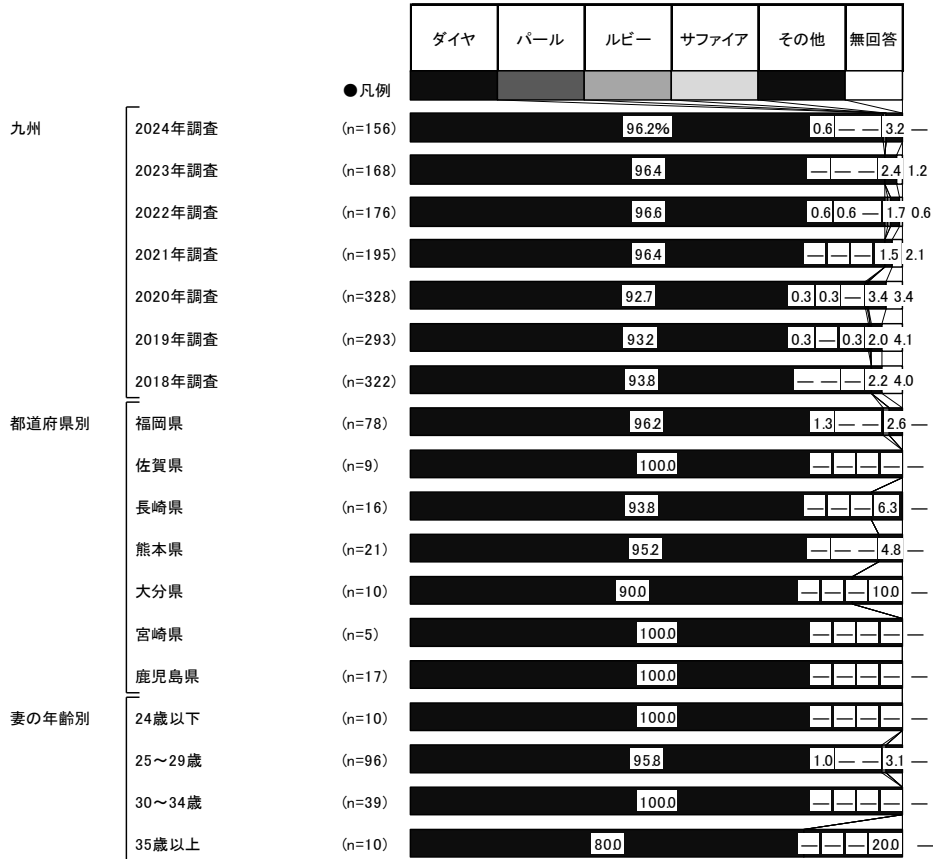 ダイヤ パール ルビー サファイア その他 無回答
●凡例
九州 2024年調査 (n=156) 96.2% 0.6 — — 3.2 —
2023年調査 (n=168) 96.4 — — — 2.4 1.2
2022年調査 (n=176) 96.6 0.6 0.6 — 1.7 0.6
2021年調査 (n=195) 96.4 — — — 1.5 2.1
2020年調査 (n=328) 92.7 0.3 0.3 — 3.4 3.4
2019年調査 (n=293) 93.2 0.3 — 0.3 2.0 4.1
2018年調査 (n=322) 93.8 — — — 2.2 4.0
都道府県別 福岡県 (n=78) 96.2 1.3 — — 2.6 —
佐賀県 (n=9) 100.0 — — — — —
長崎県 (n=16) 93.8 — — — 6.3 —
熊本県 (n=21) 95.2 — — — 4.8 —
大分県 (n=10) 90.0 — — — 10.0 —
宮崎県 (n=5) 100.0 — — — — —
鹿児島県 (n=17) 100.0 — — — — —
妻の年齢別 24歳以下 (n=10) 100.0 — — — — —
25～29歳 (n=96) 95.8 1.0 — — 3.1 —
30～34歳 (n=39) 100.0 — — — — —
35歳以上 (n=10) 80.0 — — — 20.0 —